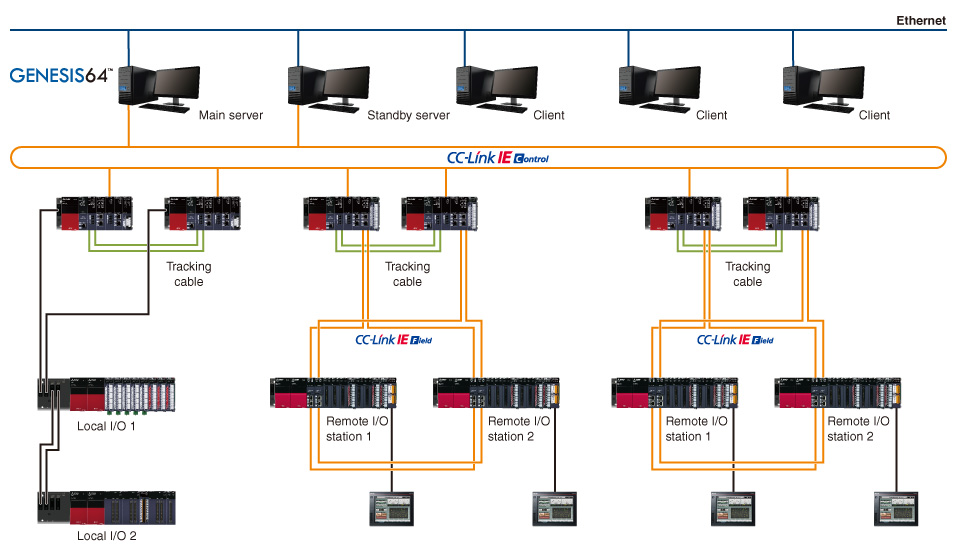 Ethernet
GENESIS64™
Main server
Standby server
Client
Client
Client
CC-Link IE Control
Tracking
cable
Tracking
cable
Tracking
cable
CC-Link IE Field
CC-Link IE Field
Local I/O 1
Remote I/O
station 1
Remote I/O
station 2
Remote I/O
station 1
Remote I/O
station 2
Local I/O 2